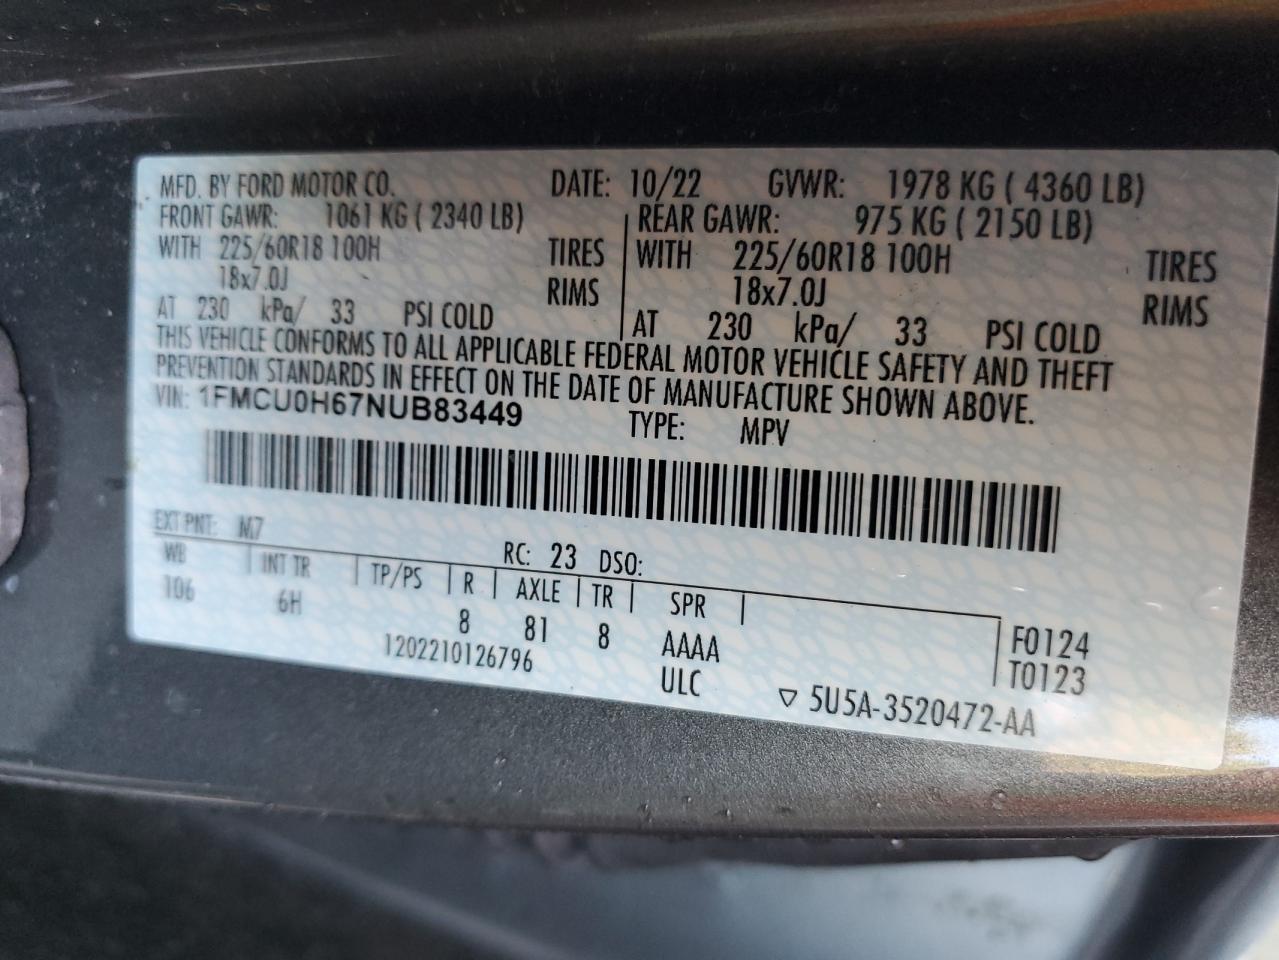 MFD. BY FORD MOTOR CO. DATE: 10/22 GVWR: 1978 KG ( 4360 LB)
FRONT GAWR: 1061 KG ( 2340 LB) REAR GAWR: 975 KG ( 2150 LB)
WITH 225/60R18 100H TIRES WITH 225/60R18 100H TIRES
18x7.0J RIMS 18x7.0J RIMS
AT 230 kPa/ 33 PSI COLD AT 230 kPa/ 33 PSI COLD
THIS VEHICLE CONFORMS TO ALL APPLICABLE FEDERAL MOTOR VEHICLE SAFETY AND THEFT
PREVENTION STANDARDS IN EFFECT ON THE DATE OF MANUFACTURE SHOWN ABOVE.
VIN: 1FMCU0H67NUB83449 TYPE: MPV
EXT PNT: M7 RC: 23 DSO:
WB INT TR TP/PS R AXLE TR SPR
106 6H 8 81 8 AAAA F0124
1202210126796 ULC T0123
▽ 5U5A-3520472-AA